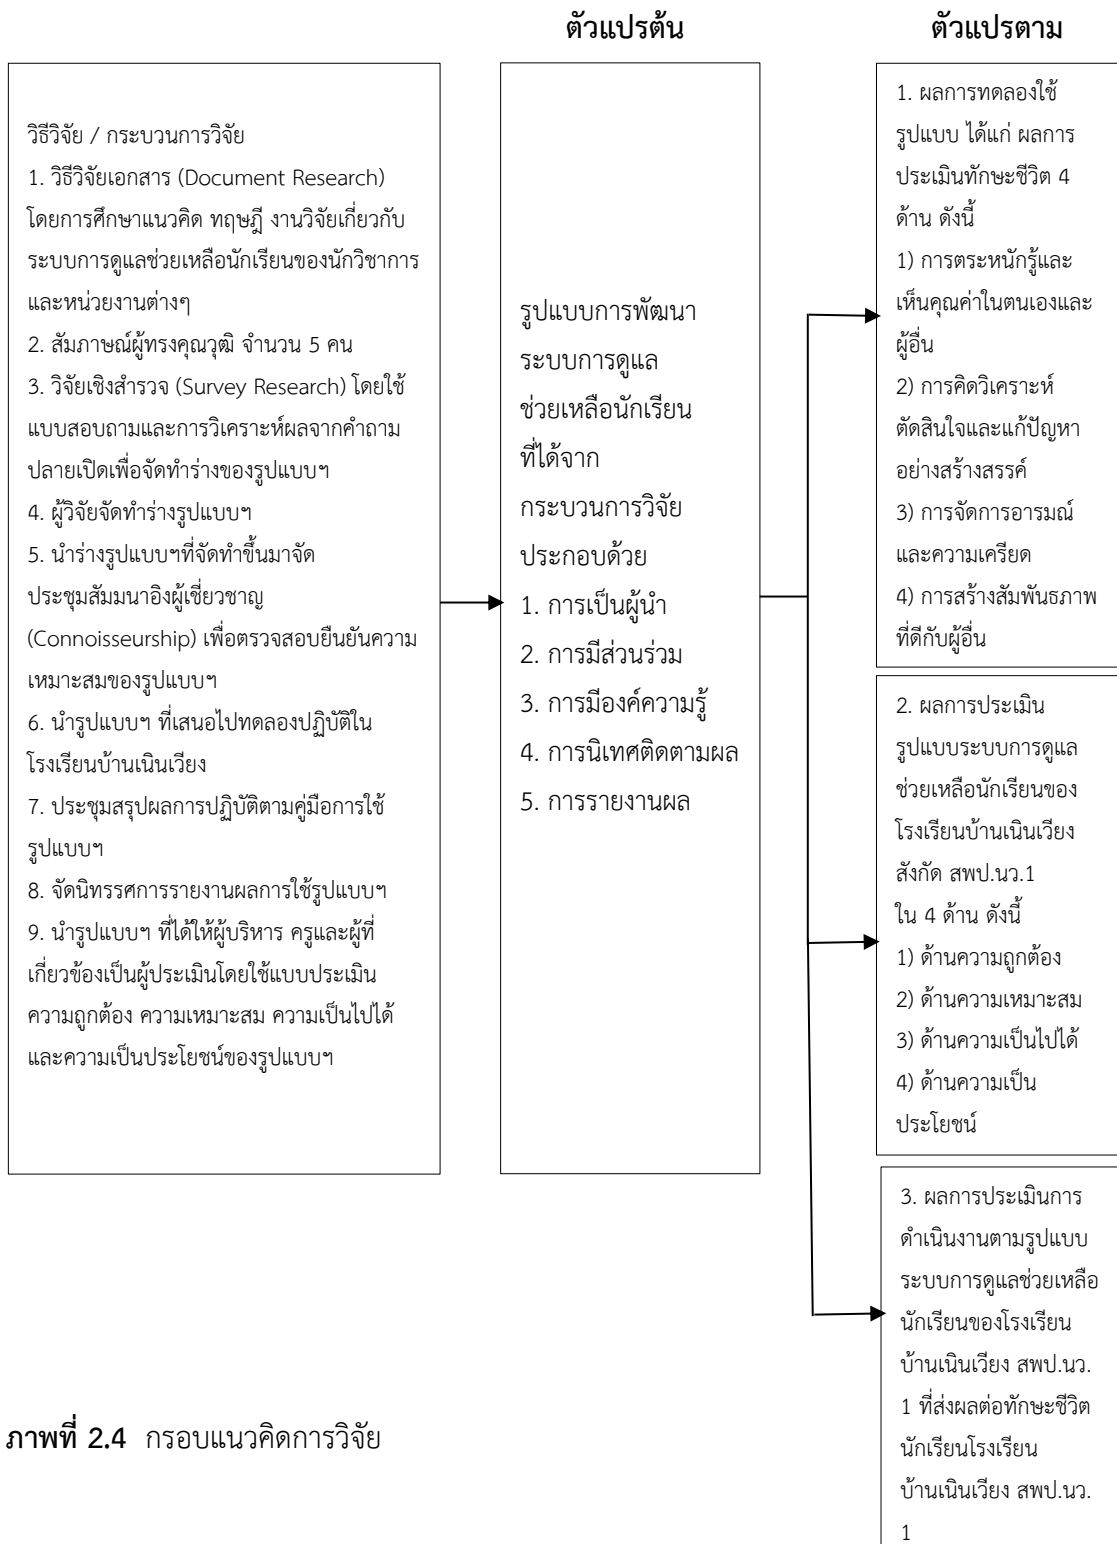 ตัวแปรต้น
ตัวแปรตาม
วิธีวิจัย / กระบวนการวิจัย
1. วิธีวิจัยเอกสาร (Document Research)
โดยการศึกษาแนวคิด ทฤษฎี งานวิจัยเกี่ยวกับ
ระบบการดูแลช่วยเหลือนักเรียนของนักวิชาการ
และหน่วยงานต่างๆ
2. สัมภาษณ์ผู้ทรงคุณวุฒิ จำนวน 5 คน
3. วิจัยเชิงสำรวจ (Survey Research) โดยใช้
แบบสอบถามและการวิเคราะห์ผลจากคำถาม
ปลายเปิดเพื่อจัดทำร่างของรูปแบบฯ
4. ผู้วิจัยจัดทำร่างรูปแบบฯ
5. นำร่างรูปแบบฯที่จัดทำขึ้นมาจัด
ประชุมสัมมนาอิงผู้เชี่ยวชาญ
(Connoisseurship) เพื่อตรวจสอบยืนยันความ
เหมาะสมของรูปแบบฯ
6. นำรูปแบบฯ ที่เสนอไปทดลองปฏิบัติใน
โรงเรียนบ้านเนินเวียง
7. ประชุมสรุปผลการปฏิบัติตามคู่มือการใช้
รูปแบบฯ
8. จัดนิทรรศการรายงานผลการใช้รูปแบบฯ
9. นำรูปแบบฯ ที่ได้ให้ผู้บริหาร ครูและผู้ที่
เกี่ยวข้องเป็นผู้ประเมินโดยใช้แบบประเมิน
ความถูกต้อง ความเหมาะสม ความเป็นไปได้
และความเป็นประโยชน์ของรูปแบบฯ
รูปแบบการพัฒนา
ระบบการดูแล
ช่วยเหลือนักเรียน
ที่ได้จาก
กระบวนการวิจัย
ประกอบด้วย
1. การเป็นผู้นำ
2. การมีส่วนร่วม
3. การมีองค์ความรู้
4. การนิเทศติดตามผล
5. การรายงานผล
1. ผลการทดลองใช้
รูปแบบ ได้แก่ ผลการ
ประเมินทักษะชีวิต 4
ด้าน ดังนี้
1) การตระหนักรู้และ
เห็นคุณค่าในตนเองและ
ผู้อื่น
2) การคิดวิเคราะห์
ตัดสินใจและแก้ปัญหา
อย่างสร้างสรรค์
3) การจัดการอารมณ์
และความเครียด
4) การสร้างสัมพันธภาพ
ที่ดีกับผู้อื่น
2. ผลการประเมิน
รูปแบบระบบการดูแล
ช่วยเหลือนักเรียนของ
โรงเรียนบ้านเนินเวียง
สังกัด สพป.นว.1
ใน 4 ด้าน ดังนี้
1) ด้านความถูกต้อง
2) ด้านความเหมาะสม
3) ด้านความเป็นไปได้
4) ด้านความเป็น
ประโยชน์
3. ผลการประเมินการ
ดำเนินงานตามรูปแบบ
ระบบการดูแลช่วยเหลือ
นักเรียนของโรงเรียน
บ้านเนินเวียง สพป.นว.
1 ที่ส่งผลต่อทักษะชีวิต
นักเรียนโรงเรียน
บ้านเนินเวียง สพป.นว.
1
ภาพที่ 2.4 กรอบแนวคิดการวิจัย